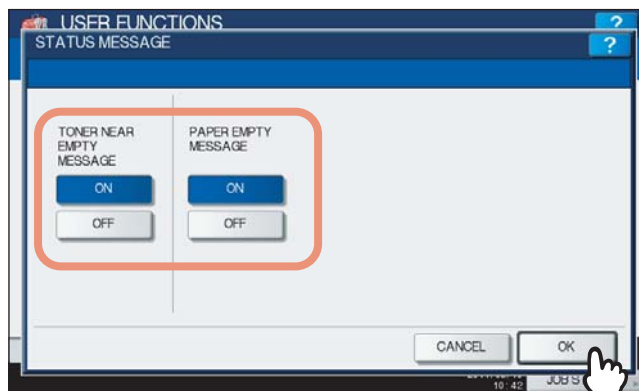 USER FUNCTIONS
?
STATUS MESSAGE
?
TONER NEAR
EMPTY
MESSAGE
ON
OFF
PAPER EMPTY
MESSAGE
ON
OFF
CANCEL
OK
10:42
JOB S